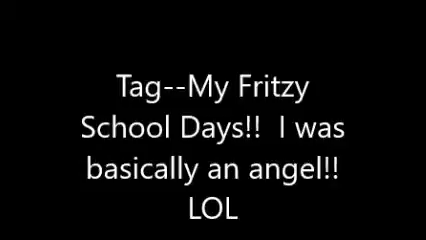 Tag--My Fritzy
School Days!!  I was
basically an angel!!
LOL